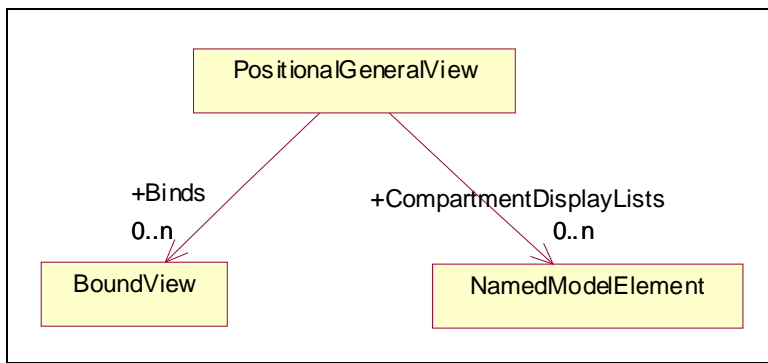 PositionalGeneralView
+Binds
+CompartmentDisplayLists
0..n
0..n
BoundView
NamedModelElement